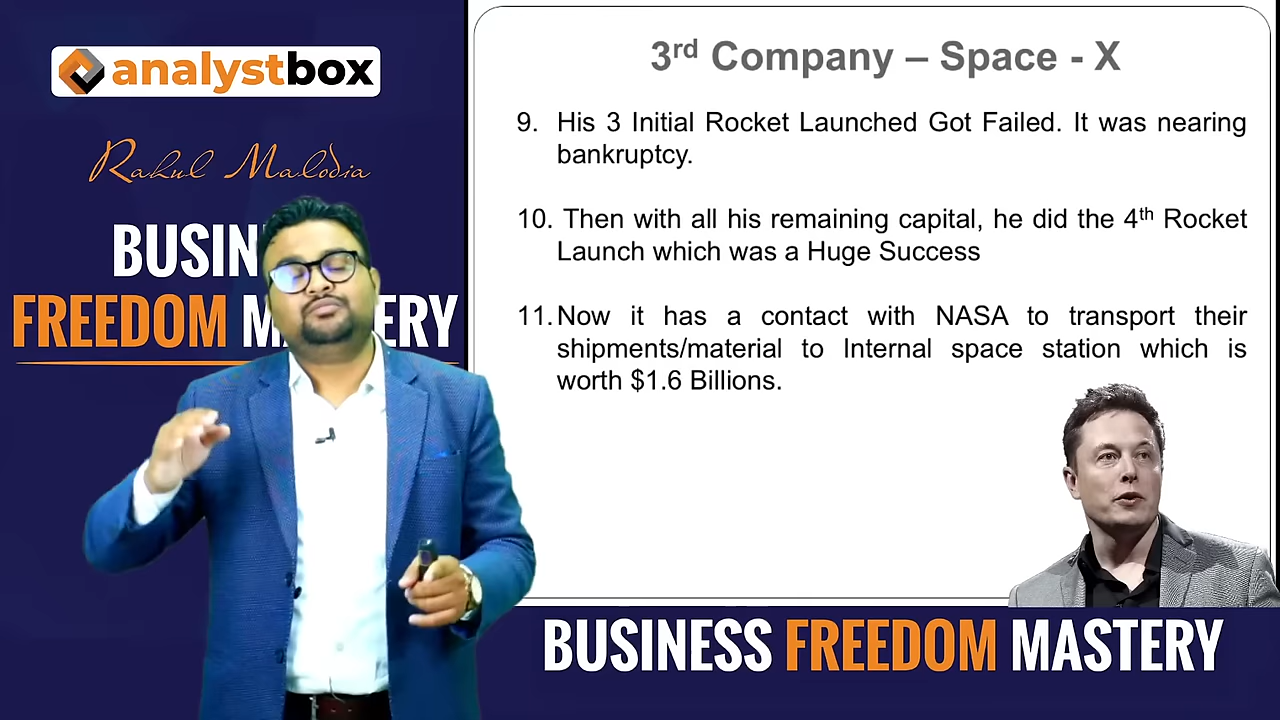 analystbox
Rahul Malodia
BUSIN
FREEDOM M ERY
3rd Company – Space - X
9. His 3 Initial Rocket Launched Got Failed. It was nearing
bankruptcy.
10. Then with all his remaining capital, he did the 4th Rocket
Launch which was a Huge Success
11. Now it has a contact with NASA to transport their
shipments/material to Internal space station which is
worth $1.6 Billions.
BUSINESS FREEDOM MASTERY